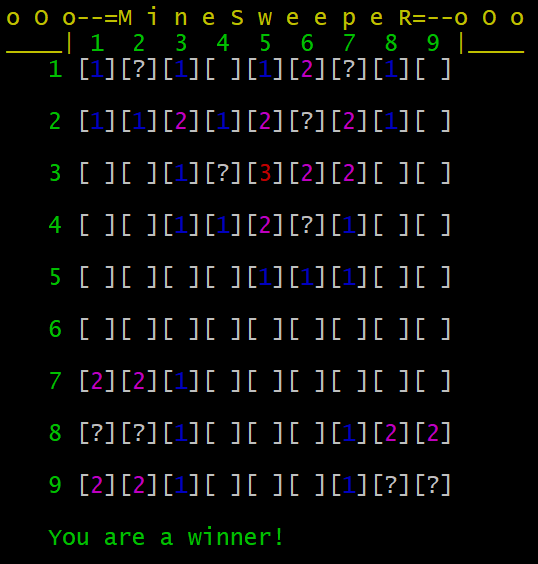 o O o--=M i n e S w e e p e R=--o O o
____| 1  2  3  4  5  6  7  8  9 |____
   1 [1][?][1][ ][1][2][?][1][ ]
   2 [1][1][2][1][2][?][2][1][ ]
   3 [ ][ ][1][?][3][2][2][ ][ ]
   4 [ ][ ][1][1][2][?][1][ ][ ]
   5 [ ][ ][ ][ ][1][1][1][ ][ ]
   6 [ ][ ][ ][ ][ ][ ][ ][ ][ ]
   7 [2][2][1][ ][ ][ ][ ][ ][ ]
   8 [?][?][1][ ][ ][ ][1][2][2]
   9 [2][2][1][ ][ ][ ][1][?][?]
   You are a winner!